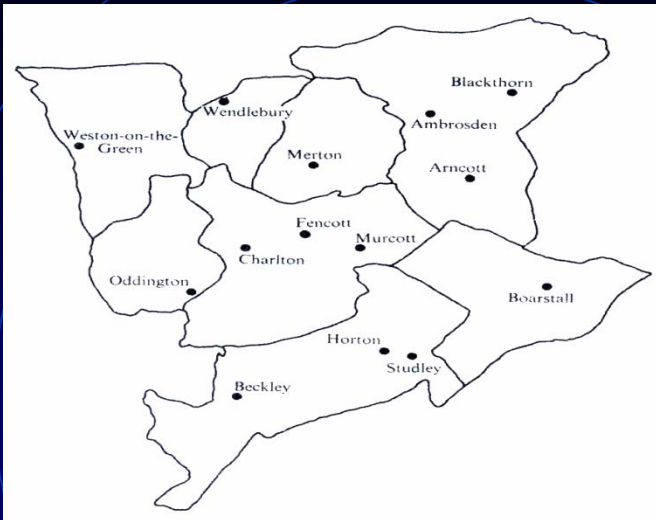 Blackthorn
Wendlebury
Ambrosden
Weston-on-the-
Green
Merton
Arncott
Fencott
Murcott
Charlton
Oddington
Boarstall
Horton
Studley
Beckley